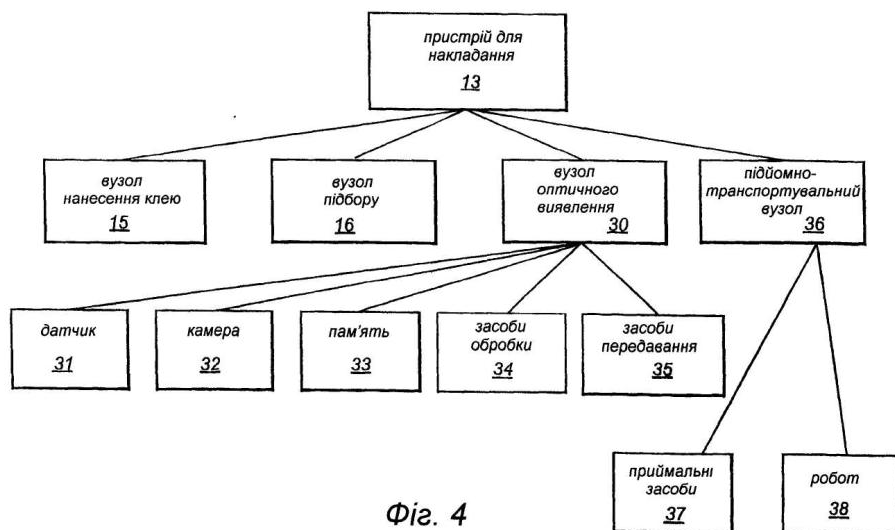 пристрій для
накладання
13
вузол
нанесення клею
15
вузол
підбору
16
вузол
оптичного
виявлення
30
підйомно-
транспортувальний
вузол
36
датчик
31
камера
32
пам'ять
33
засоби
обробки
34
засоби
передавання
35
приймальні
засоби
37
робот
38
Фіг. 4